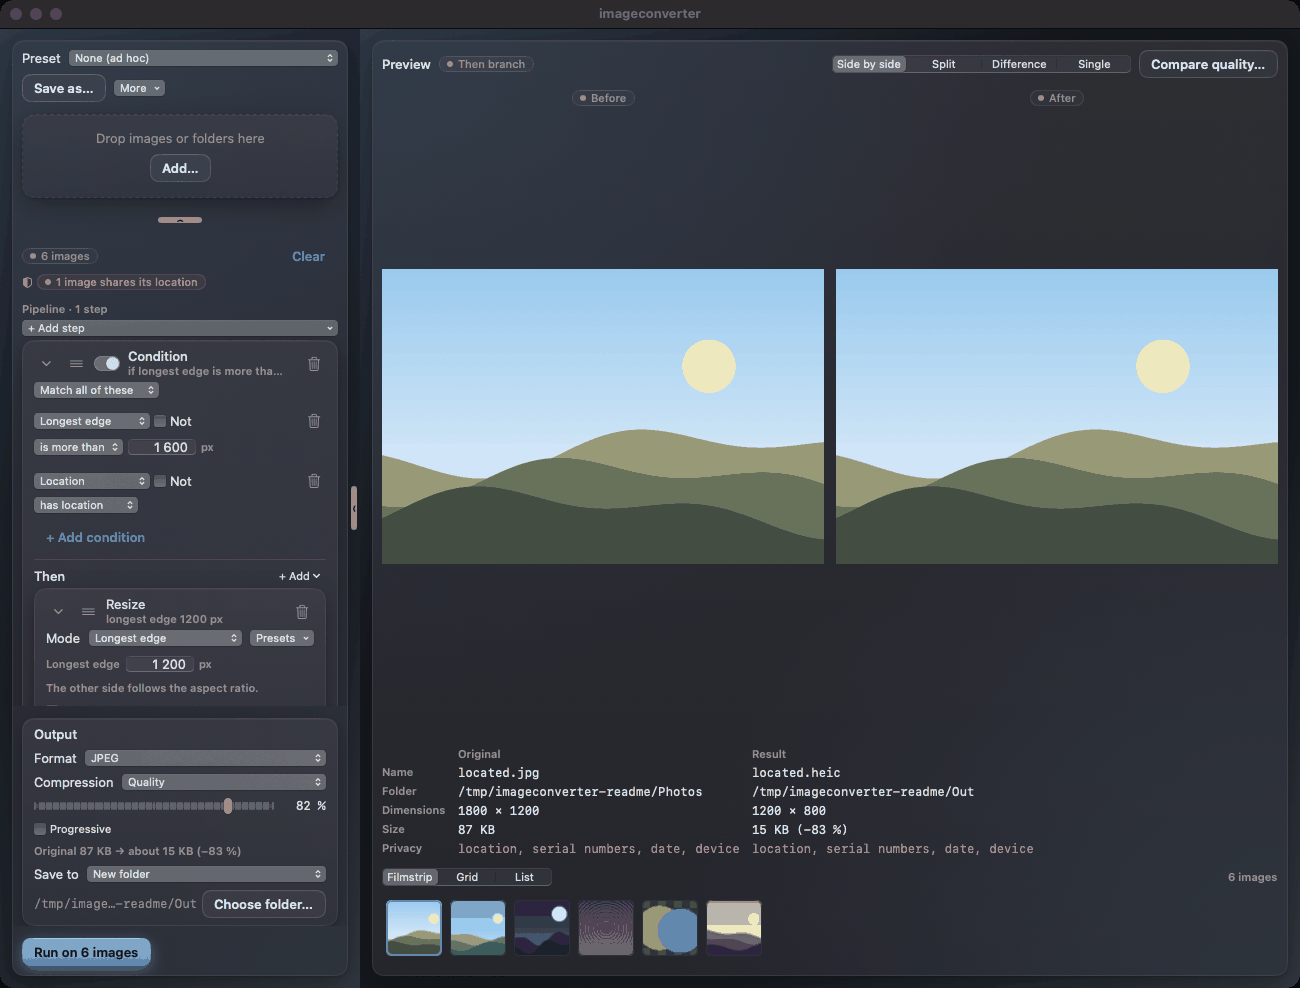 imageconverter
Preset None (ad hoc)
Save as... More
Drop images or folders here
Add...
6 images Clear
1 image shares its location
Pipeline · 1 step
+ Add step
Condition
if longest edge is more tha...
Match all of these
Longest edge Not
is more than 1 600 px
Location Not
has location
+ Add condition
Then + Add
Resize
longest edge 1200 px
Mode Longest edge Presets
Longest edge 1 200 px
The other side follows the aspect ratio.
Output
Format JPEG
Compression Quality
82 %
Progressive
Original 87 KB → about 15 KB (−83 %)
Save to New folder
/tmp/image…-readme/Out Choose folder...
Run on 6 images
Preview Then branch Side by side Split Difference Single Compare quality...
Before After
Original Result
Name located.jpg located.heic
Folder /tmp/imageconverter-readme/Photos /tmp/imageconverter-readme/Out
Dimensions 1800 × 1200 1200 × 800
Size 87 KB 15 KB (−83 %)
Privacy location, serial numbers, date, device location, serial numbers, date, device
Filmstrip Grid List 6 images